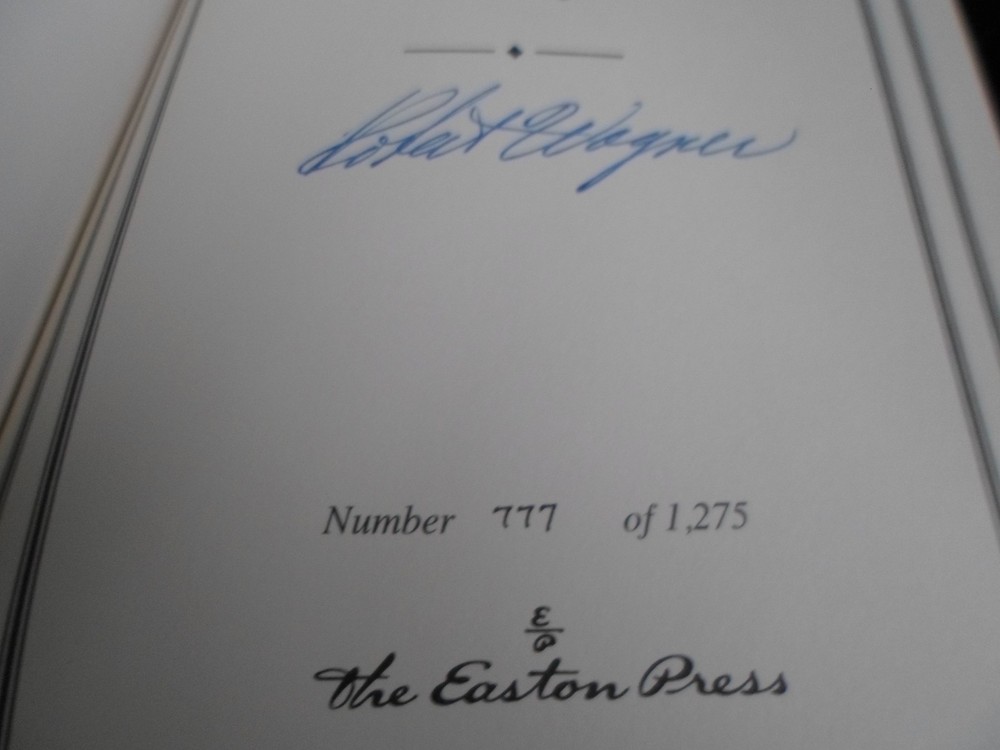 Robert Wagner
Number 777 of 1,275
E
P
The Easton Press